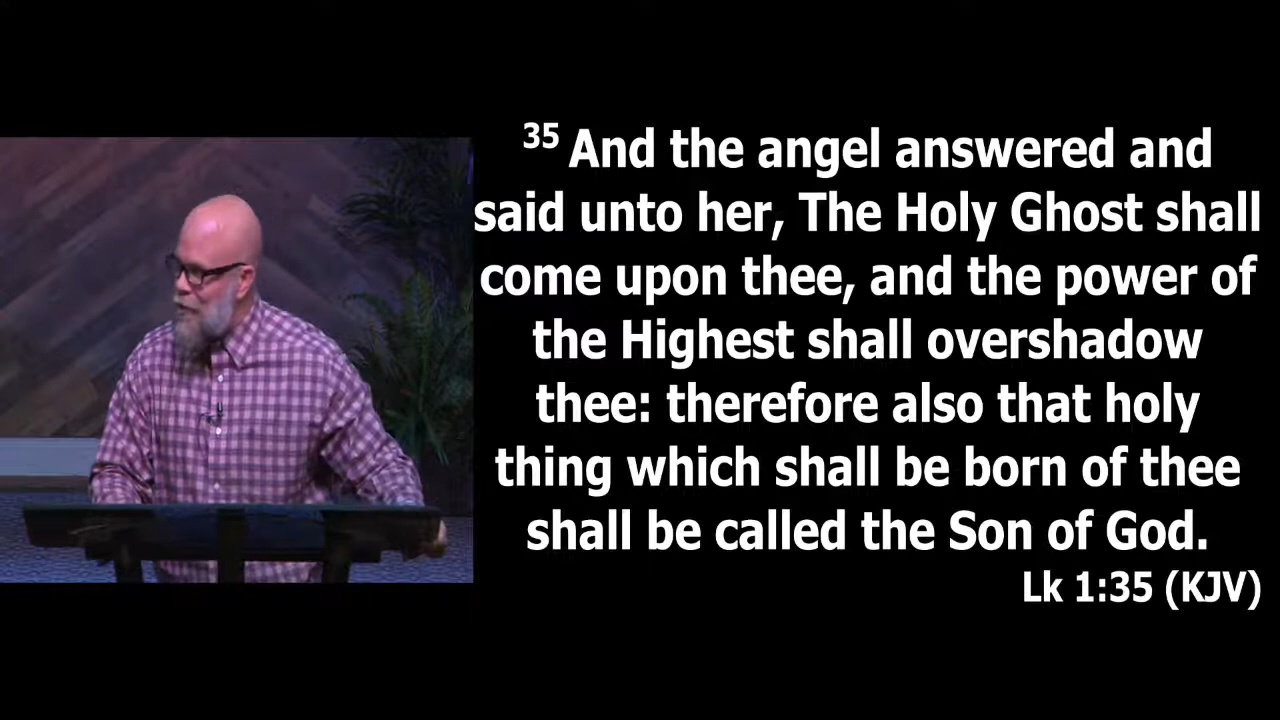 35 And the angel answered and
said unto her, The Holy Ghost shall
come upon thee, and the power of
the Highest shall overshadow
thee: therefore also that holy
thing which shall be born of thee
shall be called the Son of God.
Lk 1:35 (KJV)